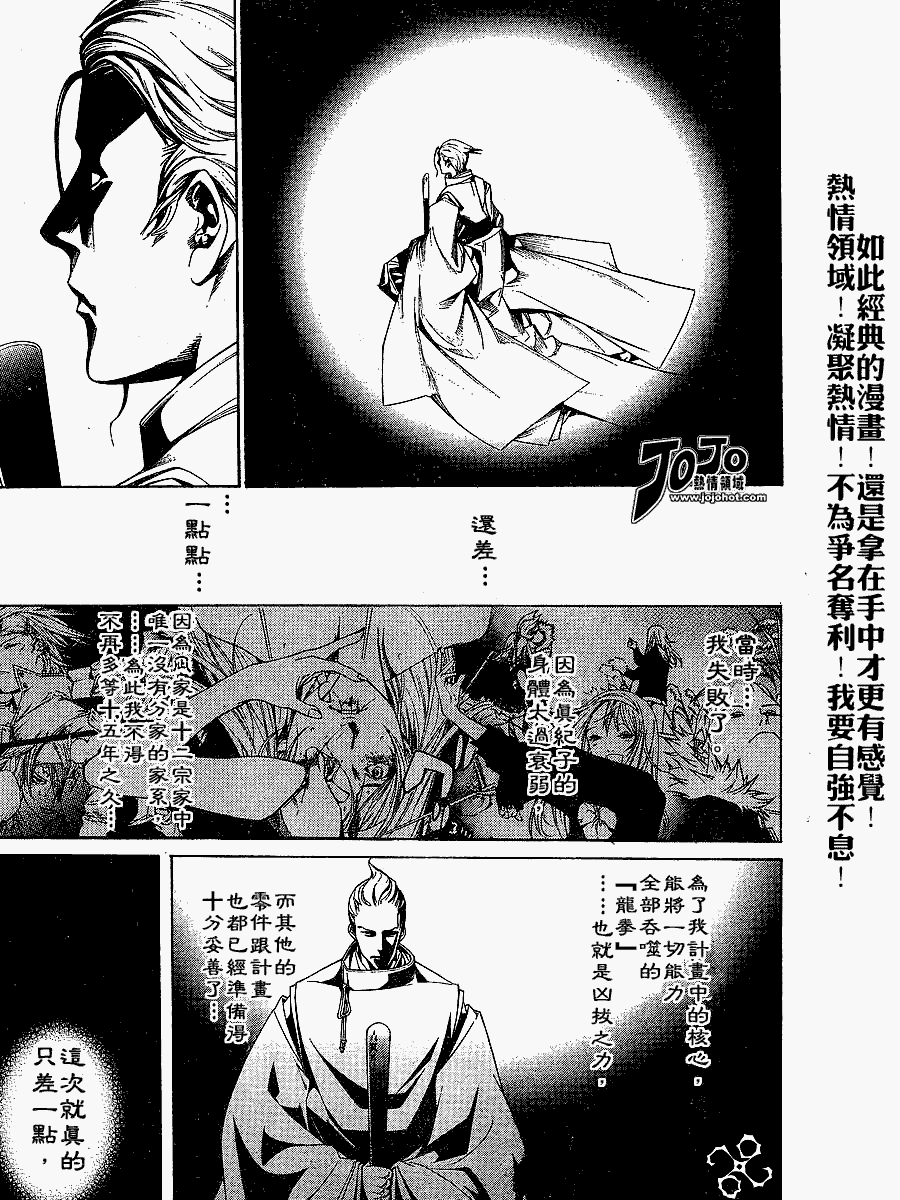 如此經典的漫畫！還是拿在手中才更有感覺！
熱情領域！凝聚熱情！不為爭名奪利！我要自強不息！
JOJO
熱情領域
www.jojohot.com
還差…
…
一點點…
當時…
我失敗了。
因為眞紀子的
身體太過衰弱，
因為凪家是十二宗家中
唯一沒有分家的家系，
……為此我不得
不再多等十五年之久…
為了我計畫中的核心，
能將一切能力
全部吞噬的
『龍拳』
……也就是凶拔之力，
而其他的
零件跟計畫
也都已經準備得
十分妥善了…
這次就眞的
只差一點，